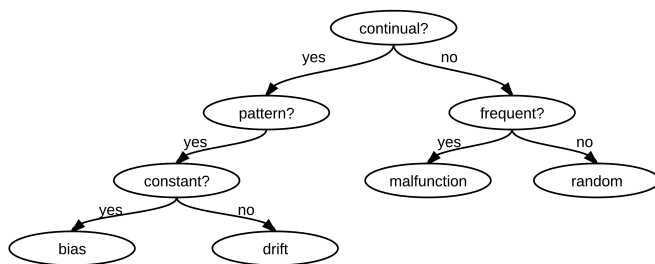 continual?
yes
no
pattern?
frequent?
yes
yes
no
constant?
malfunction
random
yes
no
bias
drift